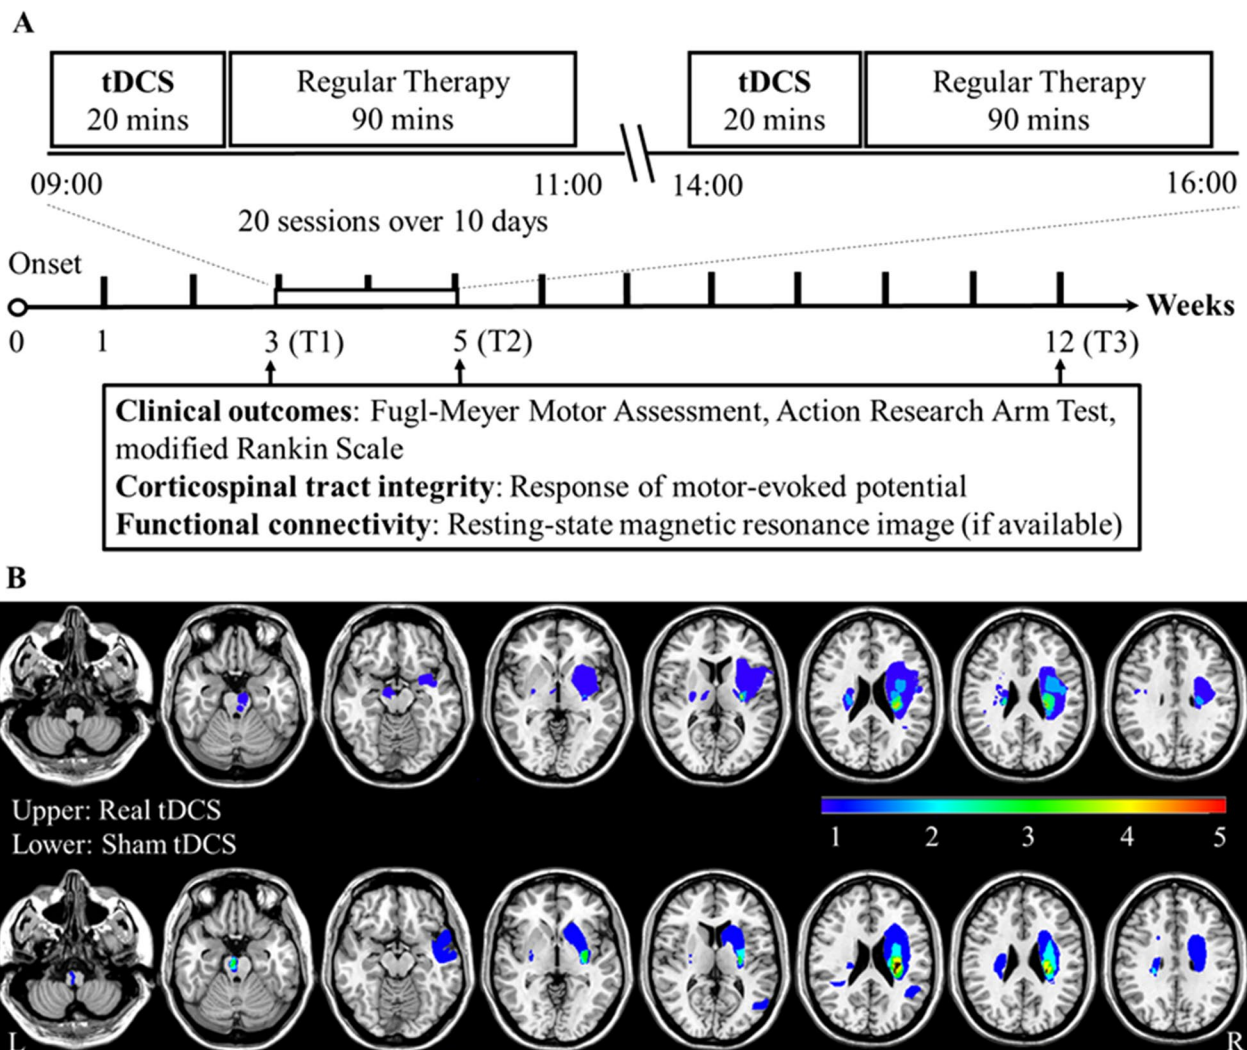 A
tDCS
20 mins
Regular Therapy
90 mins
tDCS
20 mins
Regular Therapy
90 mins
09:00
11:00
14:00
16:00
20 sessions over 10 days
Onset
Weeks
0
1
3 (T1)
5 (T2)
12 (T3)
Clinical outcomes: Fugl-Meyer Motor Assessment, Action Research Arm Test,
modified Rankin Scale
Corticospinal tract integrity: Response of motor-evoked potential
Functional connectivity: Resting-state magnetic resonance image (if available)
B
Upper: Real tDCS
Lower: Sham tDCS
1 2 3 4 5
L
R